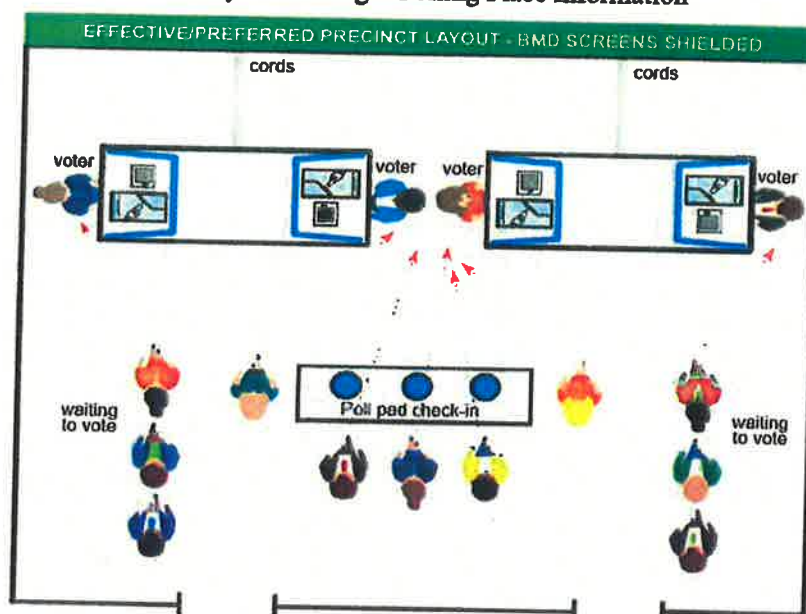 EFFECTIVE/PREFERRED PRECINCT LAYOUT - BMD SCREENS SHIELDED
cords
cords
voter
voter
voter
voter
Poll pad check-in
waiting
to vote
waiting
to vote